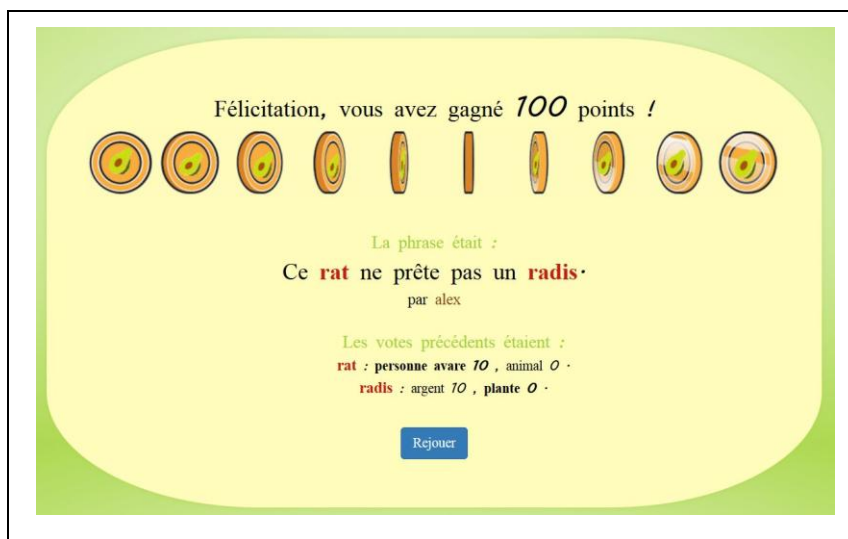 Félicitation, vous avez gagné 100 points !
La phrase était :
Ce rat ne prête pas un radis.
par alex
Les votes précédents étaient :
rat : personne avare 10 , animal 0 .
radis : argent 10 , plante 0 .
Rejouer